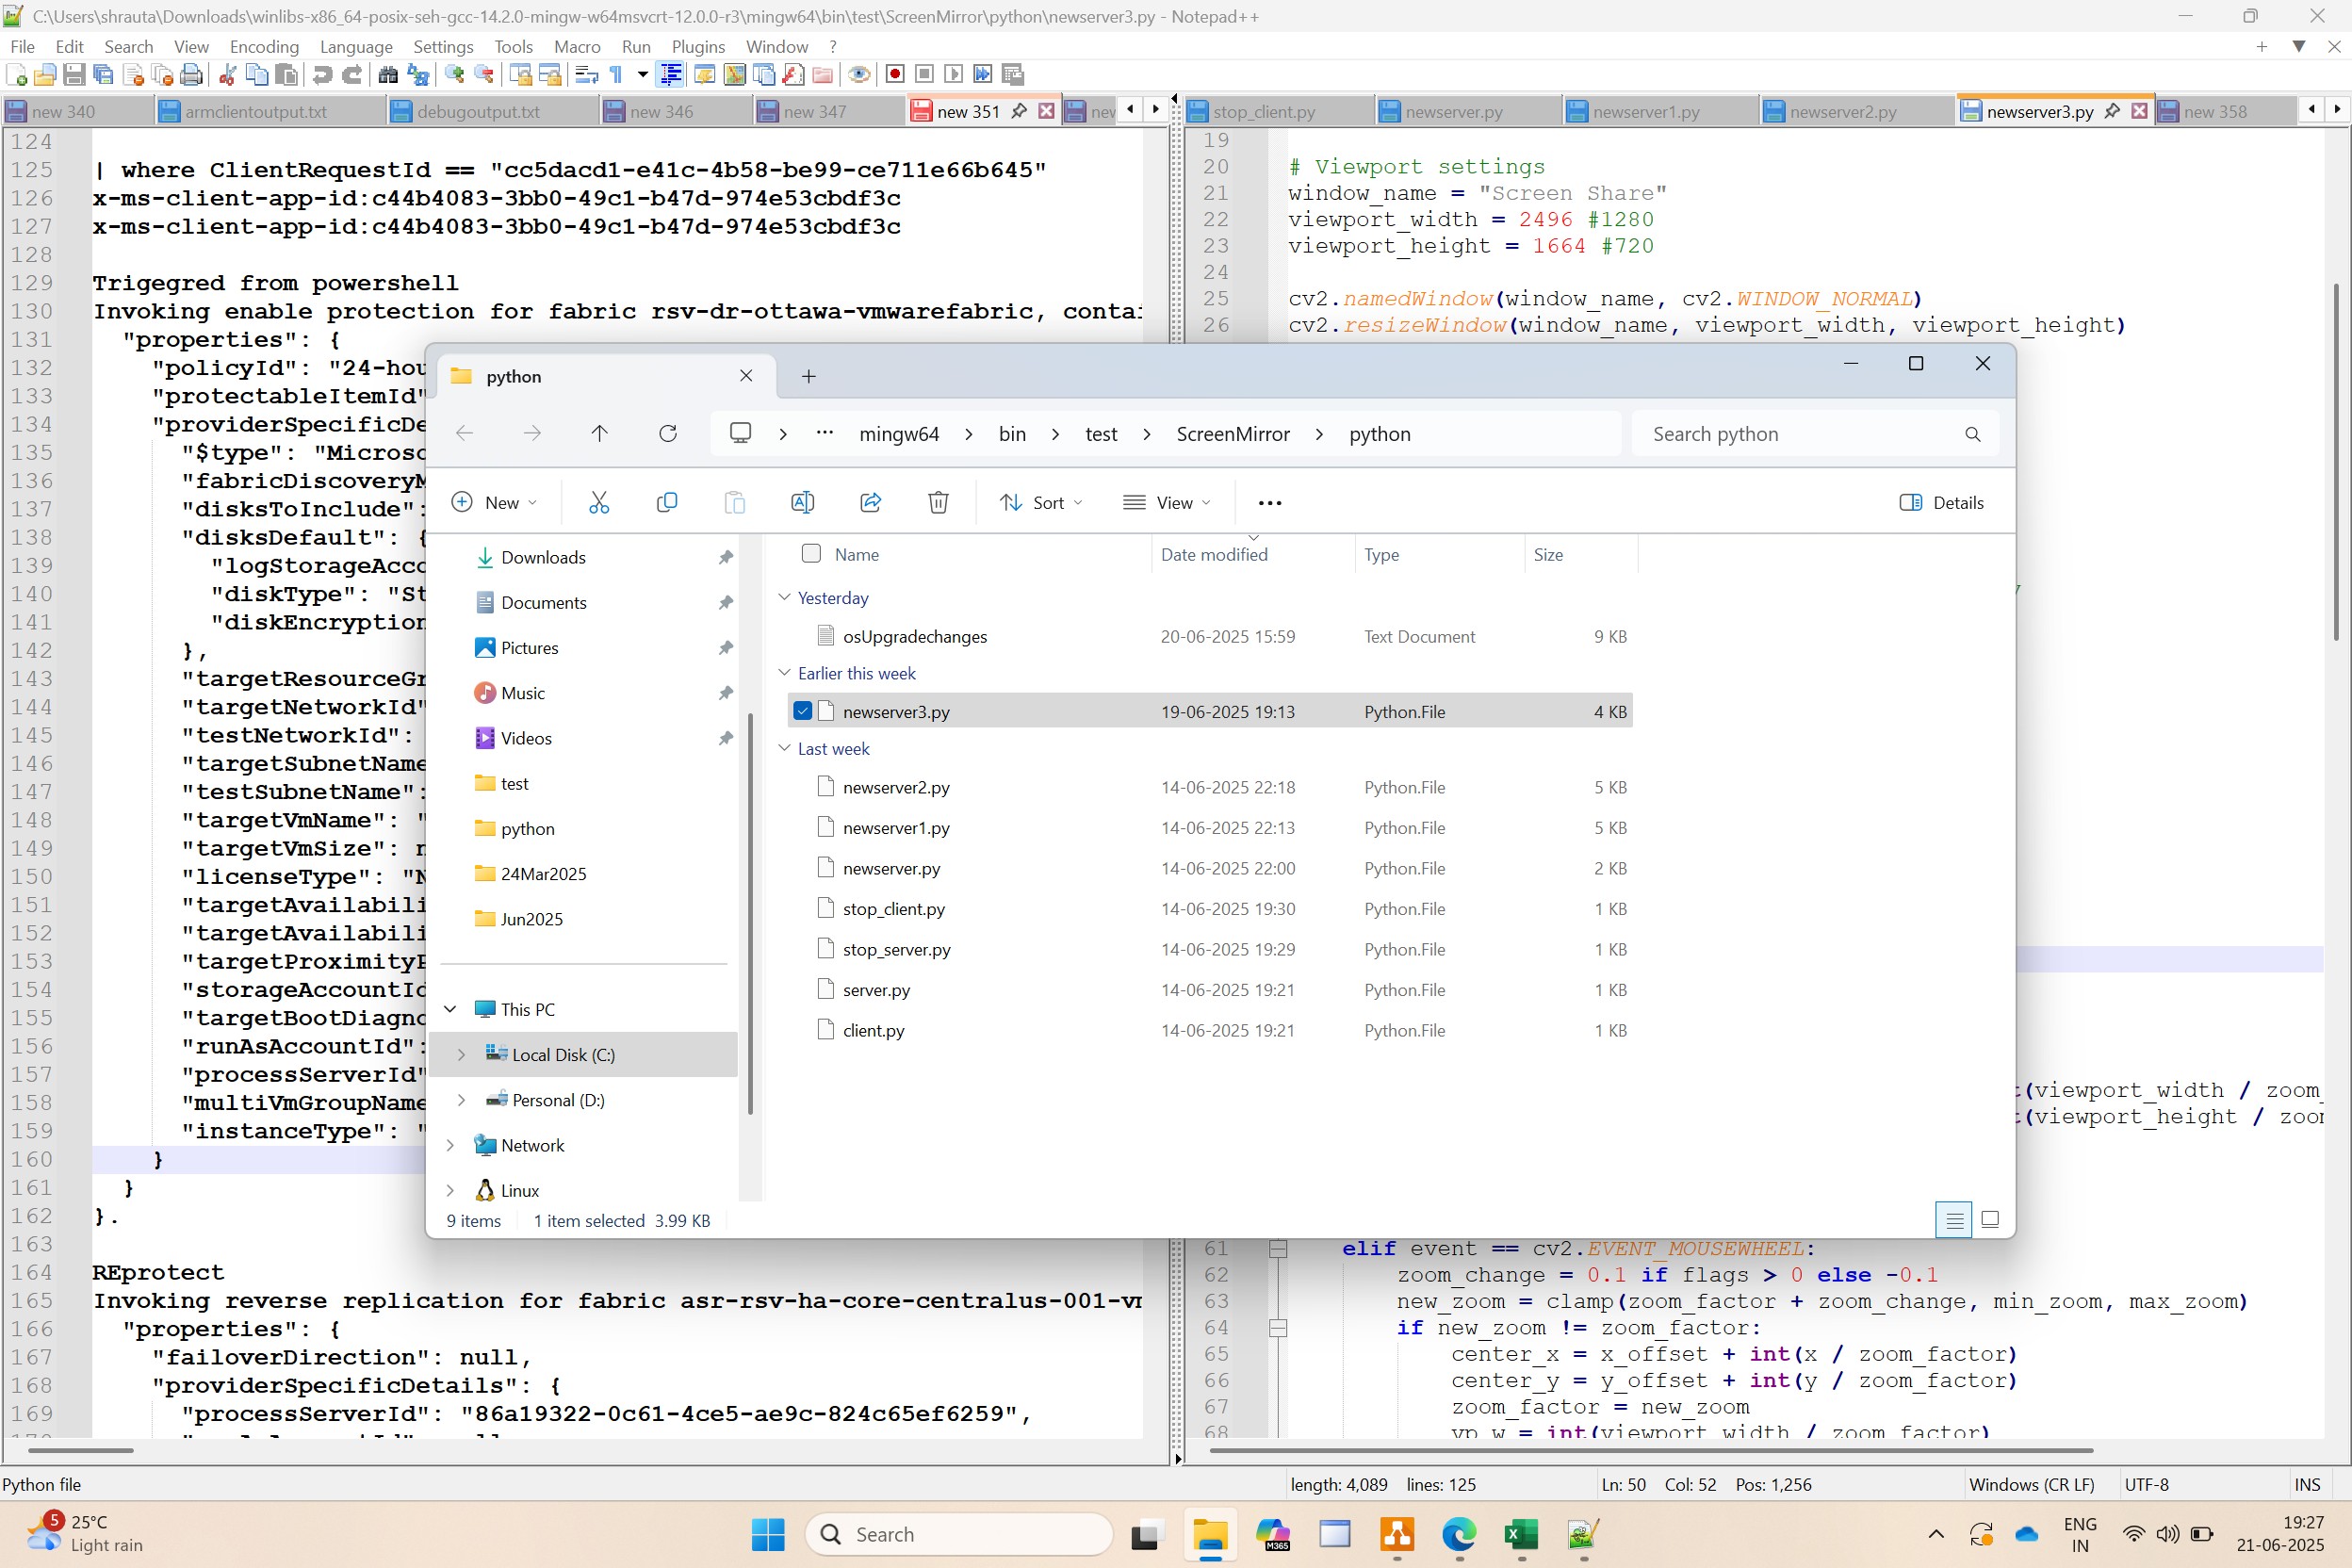 C:\Users\shrauta\Downloads\winlibs-x86_64-posix-seh-gcc-14.2.0-mingw-w64msvcrt-12.0.0-r3\mingw64\bin\test\ScreenMirror\python\newserver3.py - Notepad++
File Edit Search View Encoding Language Settings Tools Macro Run Plugins Window ?
new 340 armclientoutput.txt debugoutput.txt new 346 new 347 new 351 new
stop_client.py newserver.py newserver1.py newserver2.py newserver3.py new 358
124
125 | where ClientRequestId == "cc5dacd1-e41c-4b58-be99-ce711e66b645"
126 x-ms-client-app-id:c44b4083-3bb0-49c1-b47d-974e53cbdf3c
127 x-ms-client-app-id:c44b4083-3bb0-49c1-b47d-974e53cbdf3c
128
129 Trigegred from powershell
130 Invoking enable protection for fabric rsv-dr-ottawa-vmwarefabric, contai
131 "properties": {
132 "policyId": "24-hou
133 "protectableItemId"
134 "providerSpecificDe
135 "$type": "Microso
136 "fabricDiscoveryM
137 "disksToInclude":
138 "disksDefault": {
139 "logStorageAcco
140 "diskType": "St
141 "diskEncryption
142 },
143 "targetResourceGr
144 "targetNetworkId"
145 "testNetworkId":
146 "targetSubnetName
147 "testSubnetName":
148 "targetVmName": "
149 "targetVmSize": n
150 "licenseType": "N
151 "targetAvailabili
152 "targetAvailabili
153 "targetProximityP
154 "storageAccountId
155 "targetBootDiagno
156 "runAsAccountId":
157 "processServerId"
158 "multiVmGroupName
159 "instanceType": "
160 }
161 }
162 }.
163
164 REprotect
165 Invoking reverse replication for fabric asr-rsv-ha-core-centralus-001-vm
166 "properties": {
167 "failoverDirection": null,
168 "providerSpecificDetails": {
169 "processServerId": "86a19322-0c61-4ce5-ae9c-824c65ef6259",
19
20 # Viewport settings
21 window_name = "Screen Share"
22 viewport_width = 2496 #1280
23 viewport_height = 1664 #720
24
25 cv2.namedWindow(window_name, cv2.WINDOW_NORMAL)
26 cv2.resizeWindow(window_name, viewport_width, viewport_height)
t(viewport_width / zoom_
t(viewport_height / zoom
61 elif event == cv2.EVENT_MOUSEWHEEL:
62 zoom_change = 0.1 if flags > 0 else -0.1
63 new_zoom = clamp(zoom_factor + zoom_change, min_zoom, max_zoom)
64 if new_zoom != zoom_factor:
65 center_x = x_offset + int(x / zoom_factor)
66 center_y = y_offset + int(y / zoom_factor)
67 zoom_factor = new_zoom
68 vp_w = int(viewport_width / zoom_factor)
python
mingw64 > bin > test > ScreenMirror > python
Search python
New Sort View Details
Downloads
Documents
Pictures
Music
Videos
test
python
24Mar2025
Jun2025
This PC
Local Disk (C:)
Personal (D:)
Network
Linux
Name Date modified Type Size
Yesterday
osUpgradechanges 20-06-2025 15:59 Text Document 9 KB
Earlier this week
newserver3.py 19-06-2025 19:13 Python.File 4 KB
Last week
newserver2.py 14-06-2025 22:18 Python.File 5 KB
newserver1.py 14-06-2025 22:13 Python.File 5 KB
newserver.py 14-06-2025 22:00 Python.File 2 KB
stop_client.py 14-06-2025 19:30 Python.File 1 KB
stop_server.py 14-06-2025 19:29 Python.File 1 KB
server.py 14-06-2025 19:21 Python.File 1 KB
client.py 14-06-2025 19:21 Python.File 1 KB
9 items 1 item selected 3.99 KB
Python file length: 4,089 lines: 125 Ln: 50 Col: 52 Pos: 1,256 Windows (CR LF) UTF-8 INS
5
25°C
Light rain
Search
M365
ENG
IN
19:27
21-06-2025